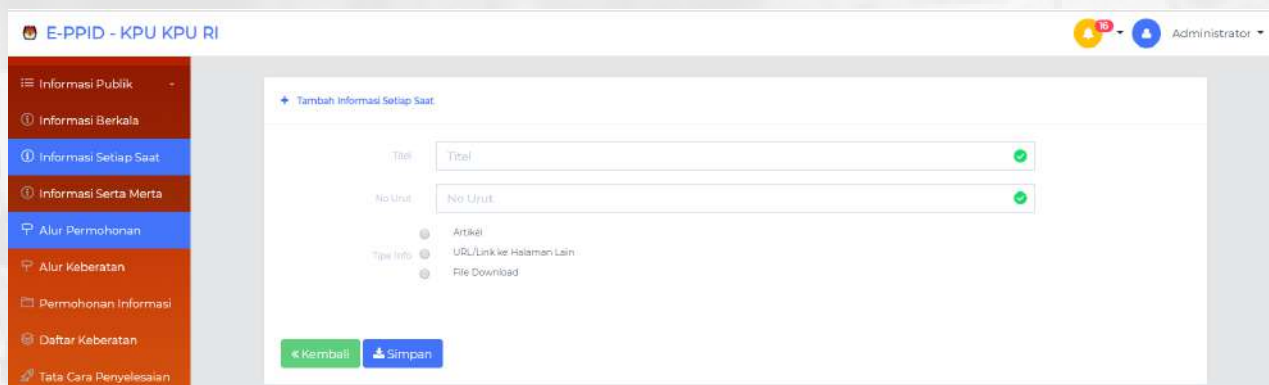 E-PPID - KPU KPU RI
16
Administrator
Informasi Publik
Informasi Berkala
Informasi Setiap Saat
Informasi Serta Merta
Alur Permohonan
Alur Keberatan
Permohonan Informasi
Daftar Keberatan
Tata Cara Penyelesaian
Tambah Informasi Setiap Saat
Titel Titel
No Urut No Urut
Artikel
Tipe Info URL/Link ke Halaman Lain
File Download
Kembali Simpan